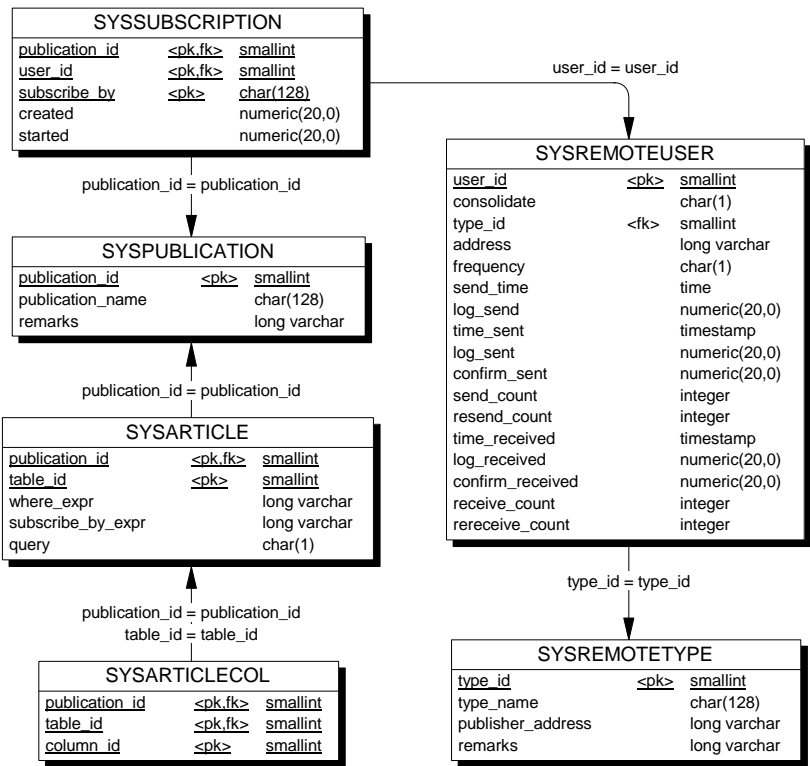 SYSSUBSCRIPTION
publication_id <pk,fk> smallint
user_id <pk,fk> smallint
subscribe_by <pk> char(128)
created numeric(20,0)
started numeric(20,0)
user_id = user_id
publication_id = publication_id
SYSPUBLICATION
publication_id <pk> smallint
publication_name char(128)
remarks long varchar
publication_id = publication_id
SYSARTICLE
publication_id <pk,fk> smallint
table_id <pk> smallint
where_expr long varchar
subscribe_by_expr long varchar
query char(1)
publication_id = publication_id
table_id = table_id
SYSARTICLECOL
publication_id <pk,fk> smallint
table_id <pk,fk> smallint
column_id <pk> smallint
SYSREMOTEUSER
user_id <pk> smallint
consolidate char(1)
type_id <fk> smallint
address long varchar
frequency char(1)
send_time time
log_send numeric(20,0)
time_sent timestamp
log_sent numeric(20,0)
confirm_sent numeric(20,0)
send_count integer
resend_count integer
time_received timestamp
log_received numeric(20,0)
confirm_received numeric(20,0)
receive_count integer
rereceive_count integer
type_id = type_id
SYSREMOTETYPE
type_id <pk> smallint
type_name char(128)
publisher_address long varchar
remarks long varchar